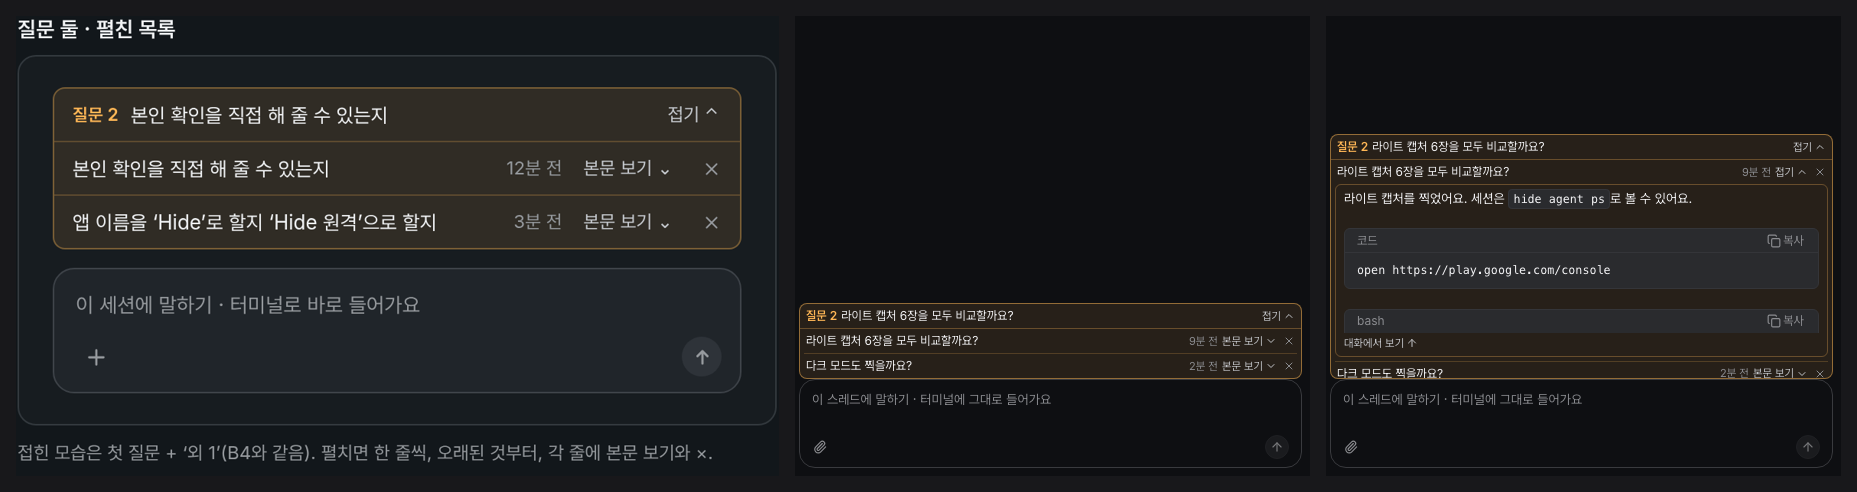 질문 둘 · 펼친 목록
질문 2 본인 확인을 직접 해 줄 수 있는지 접기
본인 확인을 직접 해 줄 수 있는지 12분 전 본문 보기 ×
앱 이름을 ‘Hide’로 할지 ‘Hide 원격’으로 할지 3분 전 본문 보기 ×
이 세션에 말하기 · 터미널로 바로 들어가요
접힌 모습은 첫 질문 + ‘외 1’(B4와 같음). 펼치면 한 줄씩, 오래된 것부터, 각 줄에 본문 보기와 ×.
질문 2 라이트 캡처 6장을 모두 비교할까요? 접기
라이트 캡처 6장을 모두 비교할까요? 9분 전 본문 보기 ×
다크 모드도 찍을까요? 2분 전 본문 보기 ×
이 스레드에 말하기 · 터미널에 그대로 들어가요
질문 2 라이트 캡처 6장을 모두 비교할까요? 접기
라이트 캡처 6장을 모두 비교할까요? 9분 전 접기 ×
라이트 캡처를 찍었어요. 세션은 hide agent ps로 볼 수 있어요.
코드 복사
open https://play.google.com/console
bash 복사
대화에서 보기 ↑
다크 모드도 찍을까요? 2분 전 본문 보기 ×
이 스레드에 말하기 · 터미널에 그대로 들어가요